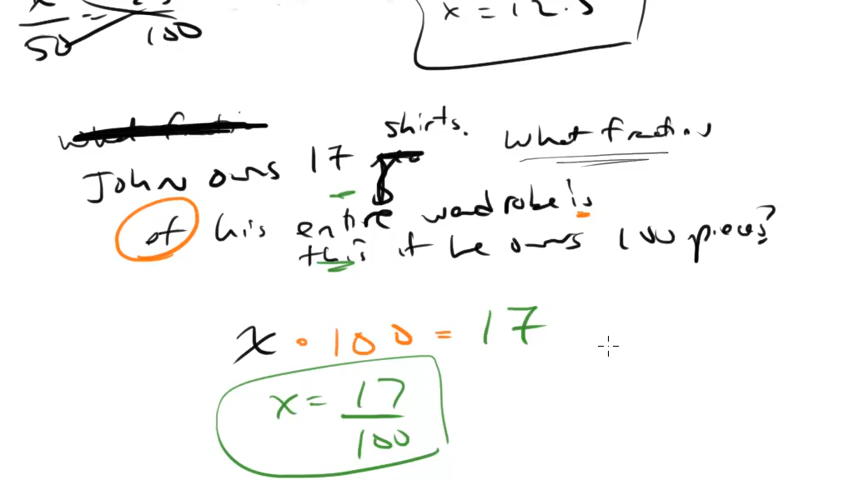 x/50 = /100
x = 12.5
John owns 17 shirts. What fraction
of his entire wardrobe is
this if he owns 100 pieces?
x · 100 = 17
x = 17/100